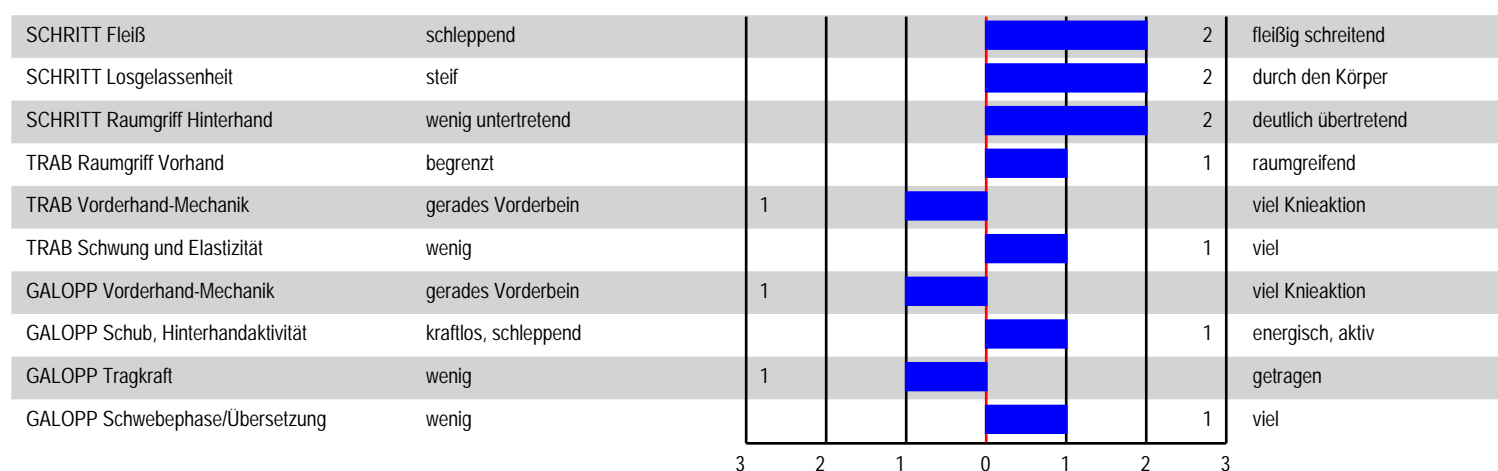 SCHRITT Fleiß schleppend 2 fleißig schreitend
SCHRITT Losgelassenheit steif 2 durch den Körper
SCHRITT Raumgriff Hinterhand wenig untertretend 2 deutlich übertretend
TRAB Raumgriff Vorhand begrenzt 1 raumgreifend
TRAB Vorderhand-Mechanik gerades Vorderbein 1 viel Knieaktion
TRAB Schwung und Elastizität wenig 1 viel
GALOPP Vorderhand-Mechanik gerades Vorderbein 1 viel Knieaktion
GALOPP Schub, Hinterhandaktivität kraftlos, schleppend 1 energisch, aktiv
GALOPP Tragkraft wenig 1 getragen
GALOPP Schwebephase/Übersetzung wenig 1 viel
3 2 1 0 1 2 3